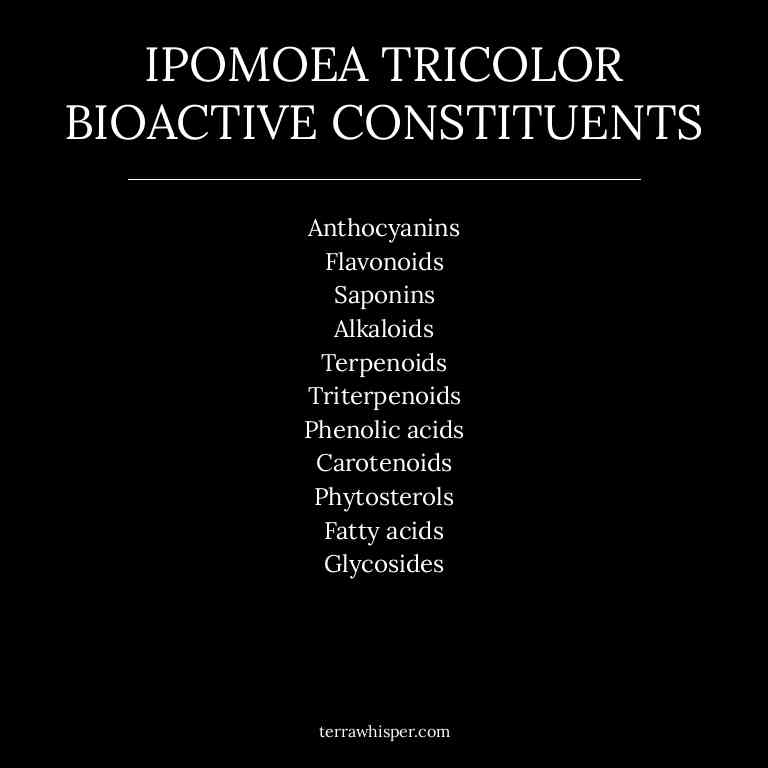 IPOMOEA TRICOLOR
BIOACTIVE CONSTITUENTS
Anthocyanins
Flavonoids
Saponins
Alkaloids
Terpenoids
Triterpenoids
Phenolic acids
Carotenoids
Phytosterols
Fatty acids
Glycosides
terrawhisper.com